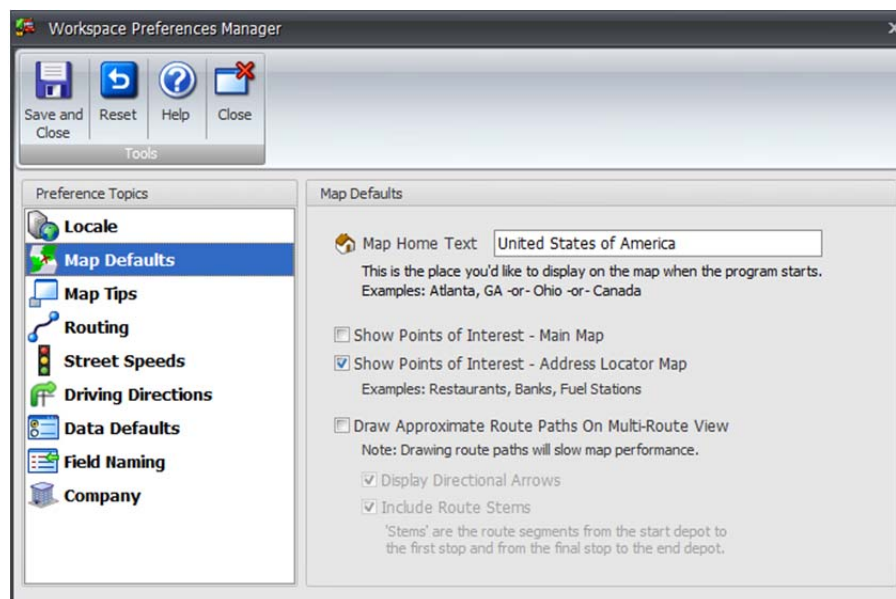 Workspace Preferences Manager
Save and Close
Reset
Help
Close
Tools
Preference Topics
Locale
Map Defaults
Map Tips
Routing
Street Speeds
Driving Directions
Data Defaults
Field Naming
Company
Map Defaults
Map Home Text
United States of America
This is the place you'd like to display on the map when the program starts.
Examples: Atlanta, GA -or- Ohio -or- Canada
Show Points of Interest - Main Map
Show Points of Interest - Address Locator Map
Examples: Restaurants, Banks, Fuel Stations
Draw Approximate Route Paths On Multi-Route View
Note: Drawing route paths will slow map performance.
Display Directional Arrows
Include Route Stems
'Stems' are the route segments from the start depot to
the first stop and from the final stop to the end depot.